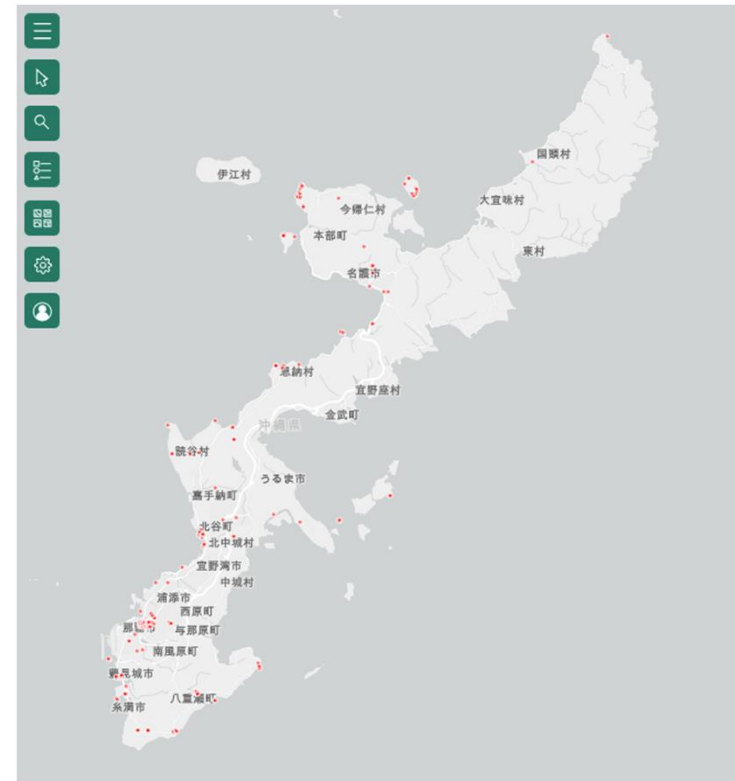 国頭村
伊江村
大宜味村
今帰仁村
本部町
東村
名護市
恩納村
宜野座村
金武町
沖縄県
読谷村
うるま市
嘉手納町
北谷町
北中城村
宜野湾市
中城村
浦添市
西原町
那覇市
与那原町
南風原町
豊見城市
八重瀬町
糸満市